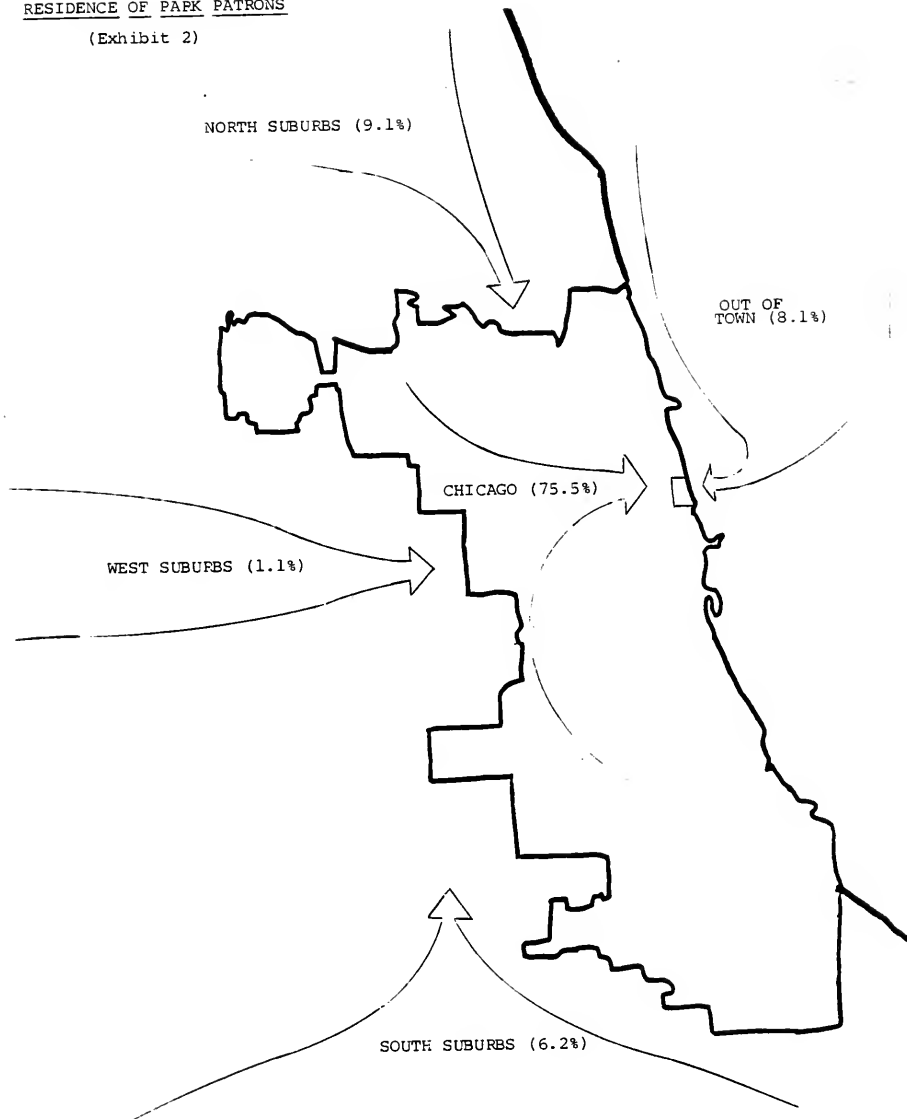 RESIDENCE OF PARK PATRONS
(Exhibit 2)
NORTH SUBURBS (9.1%)
OUT OF
TOWN (8.1%)
CHICAGO (75.5%)
WEST SUBURBS (1.1%)
SOUTH SUBURBS (6.2%)